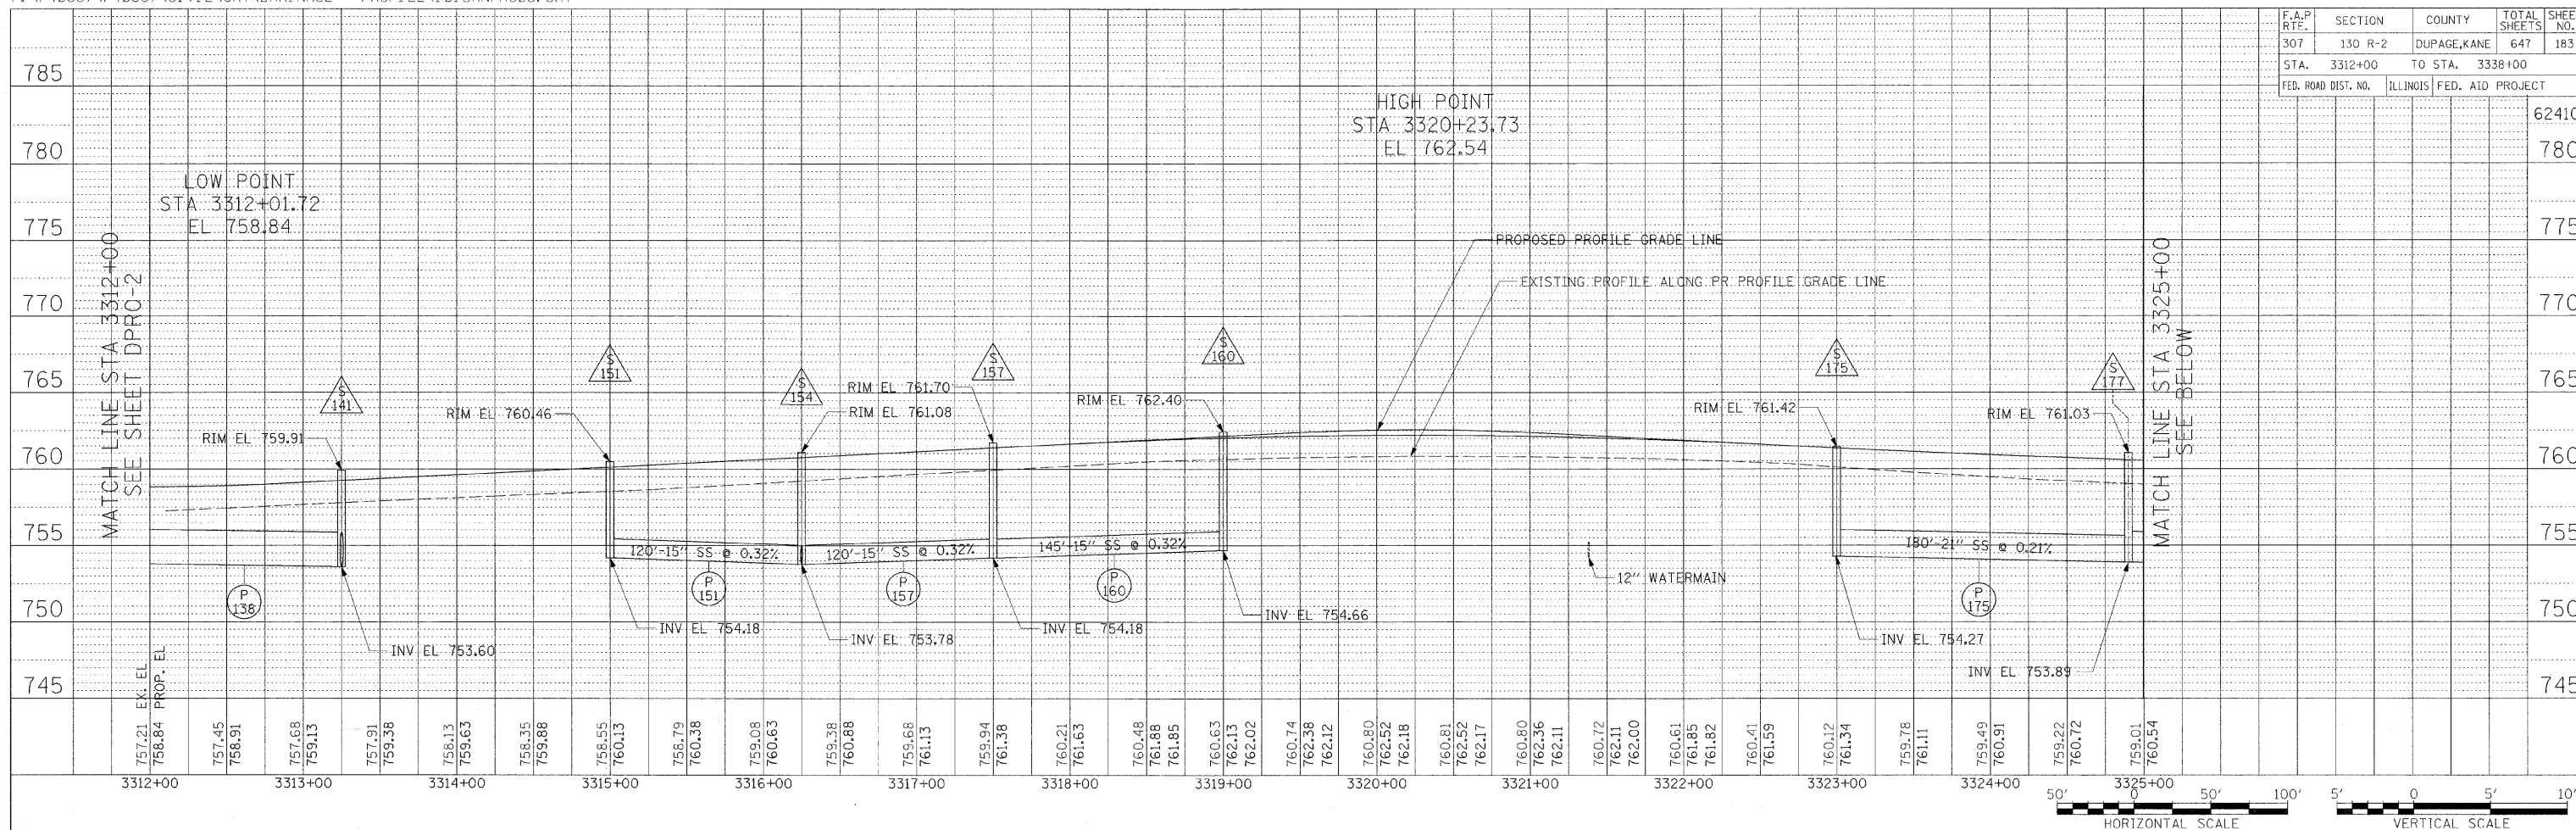 F.A.P RTE. SECTION COUNTY TOTAL SHEETS SHEE NO.
307 130 R-2 DUPAGE,KANE 647 183
STA. 3312+00 TO STA. 3338+00
FED. ROAD DIST. NO. ILLINOIS FED. AID PROJECT
62410
785
780
775
770
765
760
755
750
745
780
775
770
765
760
755
750
745
LOW POINT
STA 3312+01.72
EL 758.84
HIGH POINT
STA 3320+23.73
EL 762.54
MATCH LINE STA 3312+00
SEE SHEET DPRO-2
PROPOSED PROFILE GRADE LINE
EXISTING PROFILE ALONG PR PROFILE GRADE LINE
MATCH LINE STA 3325+00
SEE BELOW
S 141
S 151
S 154
S 157
S 160
S 175
S 177
RIM EL 759.91
RIM EL 760.46
RIM EL 761.08
RIM EL 761.70
RIM EL 762.40
RIM EL 761.42
RIM EL 761.03
120'-15" SS @ 0.32%
120'-15" SS @ 0.32%
145'-15" SS @ 0.32%
180'-21" SS @ 0.21%
12" WATERMAIN
P 138
P 151
P 157
P 160
P 175
INV EL 753.60
INV EL 754.18
INV EL 753.78
INV EL 754.18
INV EL 754.66
INV EL 754.27
INV EL 753.89
EX. EL
PROP. EL
757.21
758.84
757.45
758.91
757.68
759.13
757.91
759.38
758.13
759.63
758.35
759.88
758.55
760.13
758.79
760.38
759.08
760.63
759.38
760.88
759.68
761.13
759.94
761.38
760.21
761.63
760.48
761.88
761.85
760.63
762.13
762.02
760.74
762.38
762.12
760.80
762.52
762.18
760.81
762.52
762.17
760.80
762.36
762.11
760.72
762.11
762.00
760.61
761.85
761.82
760.41
761.59
760.12
761.34
759.78
761.11
759.49
760.91
759.22
760.72
759.01
760.54
3312+00 3313+00 3314+00 3315+00 3316+00 3317+00 3318+00 3319+00 3320+00 3321+00 3322+00 3323+00 3324+00 3325+00
50' 0 50' 100'
HORIZONTAL SCALE
5' 0 5' 10'
VERTICAL SCALE